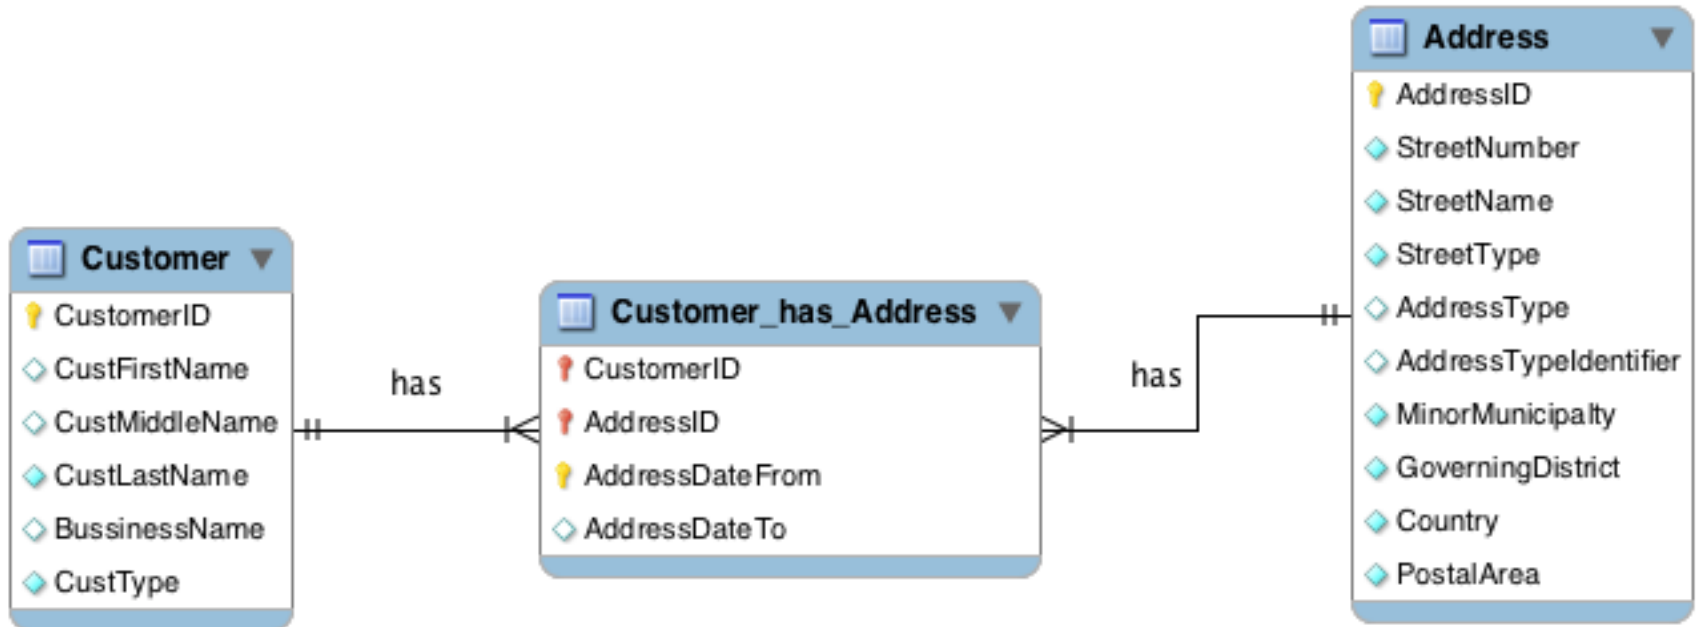 Customer
CustomerID
CustFirstName
CustMiddleName
CustLastName
BussinessName
CustType
has
Customer_has_Address
CustomerID
AddressID
AddressDateFrom
AddressDateTo
has
Address
AddressID
StreetNumber
StreetName
StreetType
AddressType
AddressTypeIdentifier
MinorMunicipalty
GoverningDistrict
Country
PostalArea